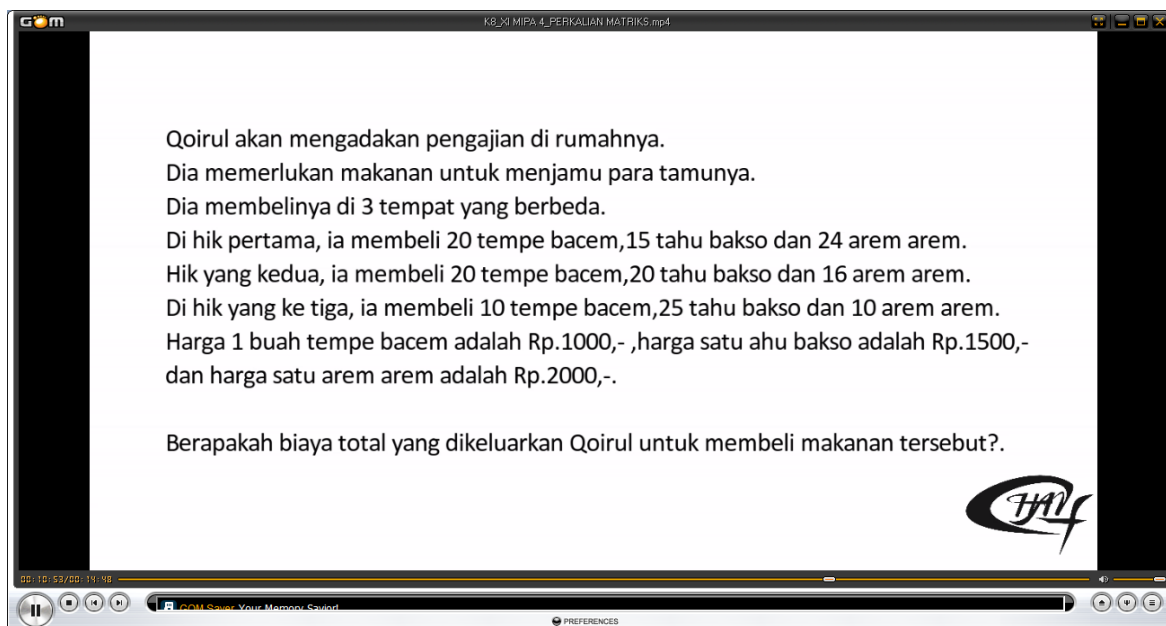 GOM
K8_XI MIPA 4_PERKALIAN MATRIKS.mp4
Qoirul akan mengadakan pengajian di rumahnya.
Dia memerlukan makanan untuk menjamu para tamunya.
Dia membelinya di 3 tempat yang berbeda.
Di hik pertama, ia membeli 20 tempe bacem,15 tahu bakso dan 24 arem arem.
Hik yang kedua, ia membeli 20 tempe bacem,20 tahu bakso dan 16 arem arem.
Di hik yang ke tiga, ia membeli 10 tempe bacem,25 tahu bakso dan 10 arem arem.
Harga 1 buah tempe bacem adalah Rp.1000,- ,harga satu ahu bakso adalah Rp.1500,-
dan harga satu arem arem adalah Rp.2000,-.
Berapakah biaya total yang dikeluarkan Qoirul untuk membeli makanan tersebut?.
00:10:53/00:14:48
GOM Saver Your Memory Savior!
PREFERENCES